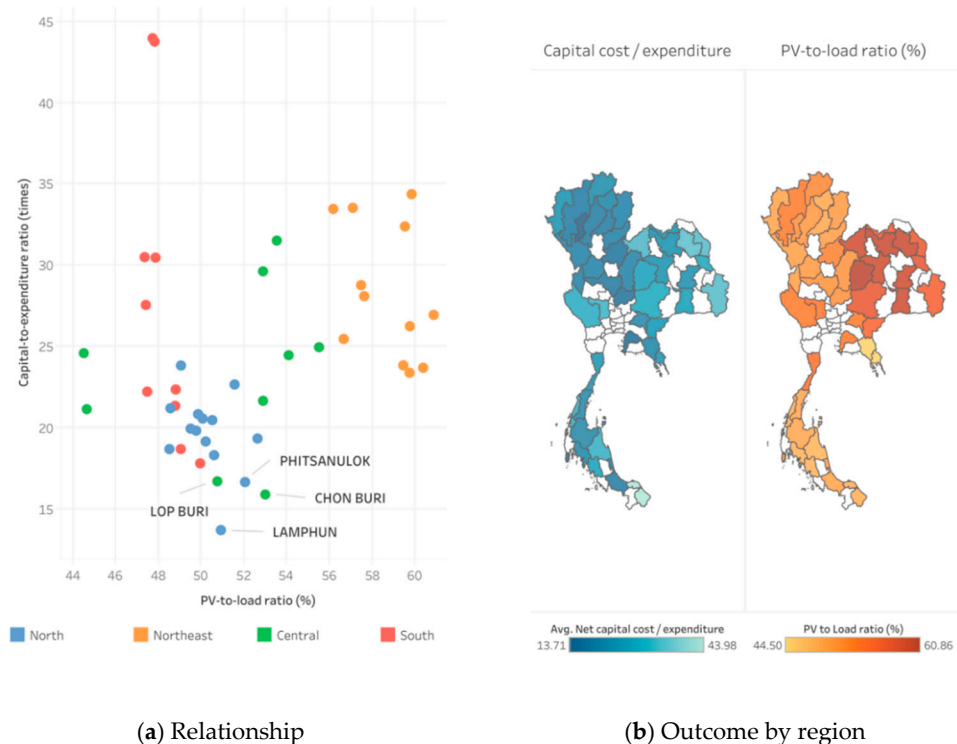 45
40
35
30
25
20
15
Capital-to-expenditure ratio (times)
PHITSANULOK
LOP BURI
CHON BURI
LAMPHUN
44 46 48 50 52 54 56 58 60
PV-to-load ratio (%)
North Northeast Central South
(a) Relationship
Capital cost / expenditure PV-to-load ratio (%)
Avg. Net capital cost / expenditure PV to Load ratio (%)
13.71 43.98 44.50 60.86
(b) Outcome by region